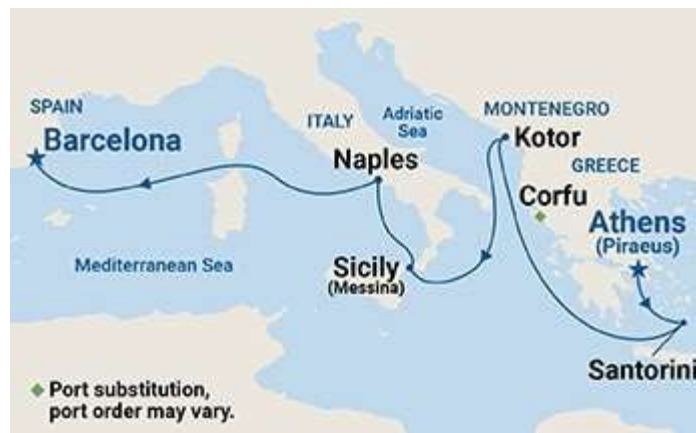 SPAIN
Barcelona
ITALY
Adriatic
Sea
MONTENEGRO
Kotor
Naples
GREECE
Corfu
Athens
(Piraeus)
Mediterranean Sea
Sicily
(Messina)
Santorini
Port substitution,
port order may vary.